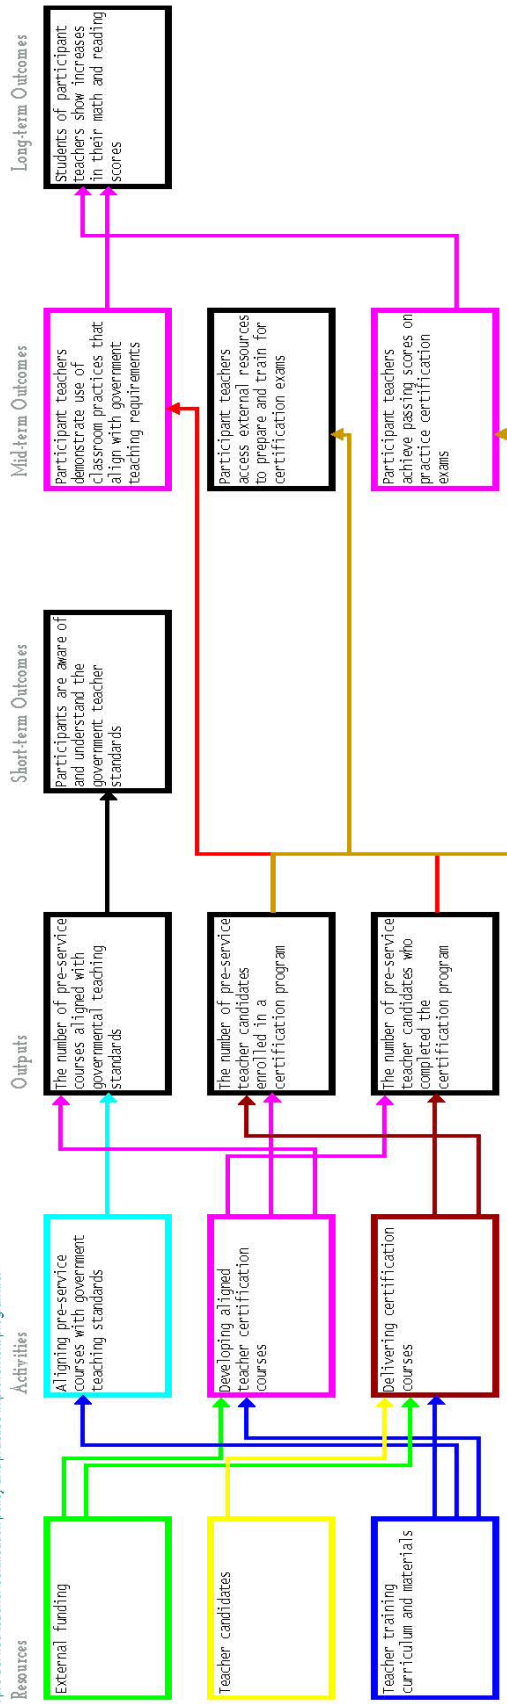 Resources
External funding
Teacher candidates
Teacher training
curriculum and materials
Activities
Aligning pre-service
courses with government
teaching standards
Developing aligned
teacher certification
courses
Delivering certification
courses
Outputs
The number of pre-service
courses aligned with
governmental teaching
standards
The number of pre-service
teacher candidates
enrolled in a
certification program
The number of pre-service
teacher candidates who
completed the
certification program
Short-term Outcomes
Participants are aware of
and understand the
government teacher
standards
Mid-term Outcomes
Participant teachers
demonstrate use of
classroom practices that
align with government
teaching requirements
Participant teachers
access external resources
to prepare and train for
certification exams
Participant teachers
achieve passing scores on
practice certification
exams
Long-term Outcomes
Students of participant
teachers show increases
in their math and reading
scores